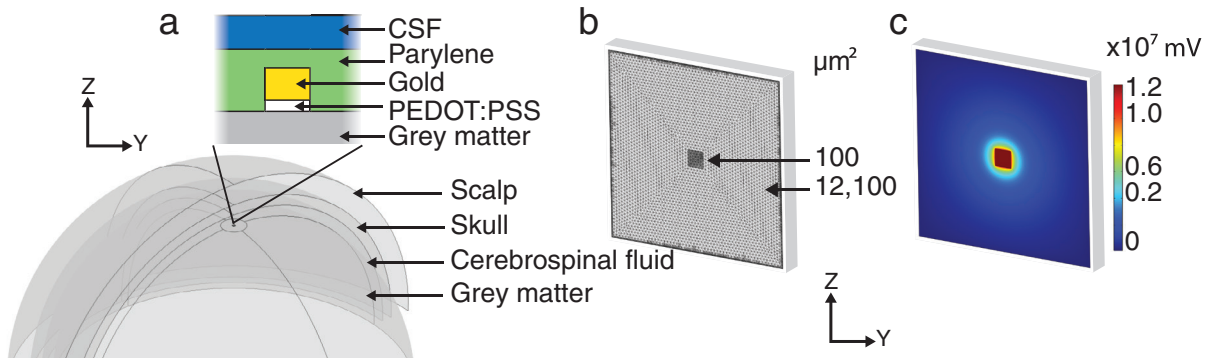 a
CSF
Parylene
Gold
PEDOT:PSS
Grey matter
Z
Y
Scalp
Skull
Cerebrospinal fluid
Grey matter
b
µm²
100
12,100
Z
Y
c
x10⁷ mV
1.2
1.0
0.6
0.2
0